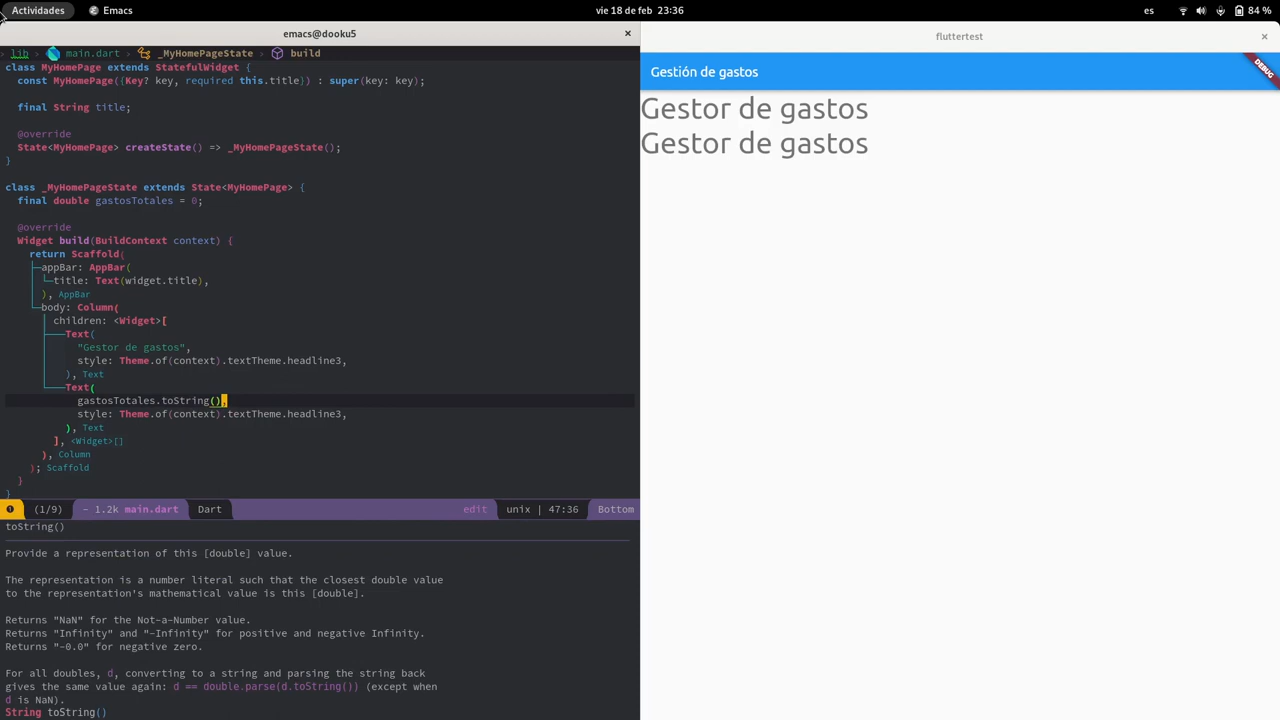 Actividades Emacs vie 18 de feb 23:36 es 84 %
emacs@dooku5 ×
lib main.dart _MyHomePageState build
class MyHomePage extends StatefulWidget {
const MyHomePage({Key? key, required this.title}) : super(key: key);
final String title;
@override
State<MyHomePage> createState() => _MyHomePageState();
}
class _MyHomePageState extends State<MyHomePage> {
final double gastosTotales = 0;
@override
Widget build(BuildContext context) {
return Scaffold(
appBar: AppBar(
title: Text(widget.title),
), AppBar
body: Column(
children: <Widget>[
Text(
"Gestor de gastos",
style: Theme.of(context).textTheme.headline3,
), Text
Text(
gastosTotales.toString(),
style: Theme.of(context).textTheme.headline3,
), Text
], <Widget>[]
), Column
); Scaffold
}
}
1 (1/9) - 1.2k main.dart Dart edit unix | 47:36 Bottom
toString()
Provide a representation of this [double] value.
The representation is a number literal such that the closest double value
to the representation's mathematical value is this [double].
Returns "NaN" for the Not-a-Number value.
Returns "Infinity" and "-Infinity" for positive and negative Infinity.
Returns "-0.0" for negative zero.
For all doubles, d, converting to a string and parsing the string back
gives the same value again: d == double.parse(d.toString()) (except when
d is NaN).
String toString()
fluttertest ×
Gestión de gastos
DEBUG
Gestor de gastos
Gestor de gastos